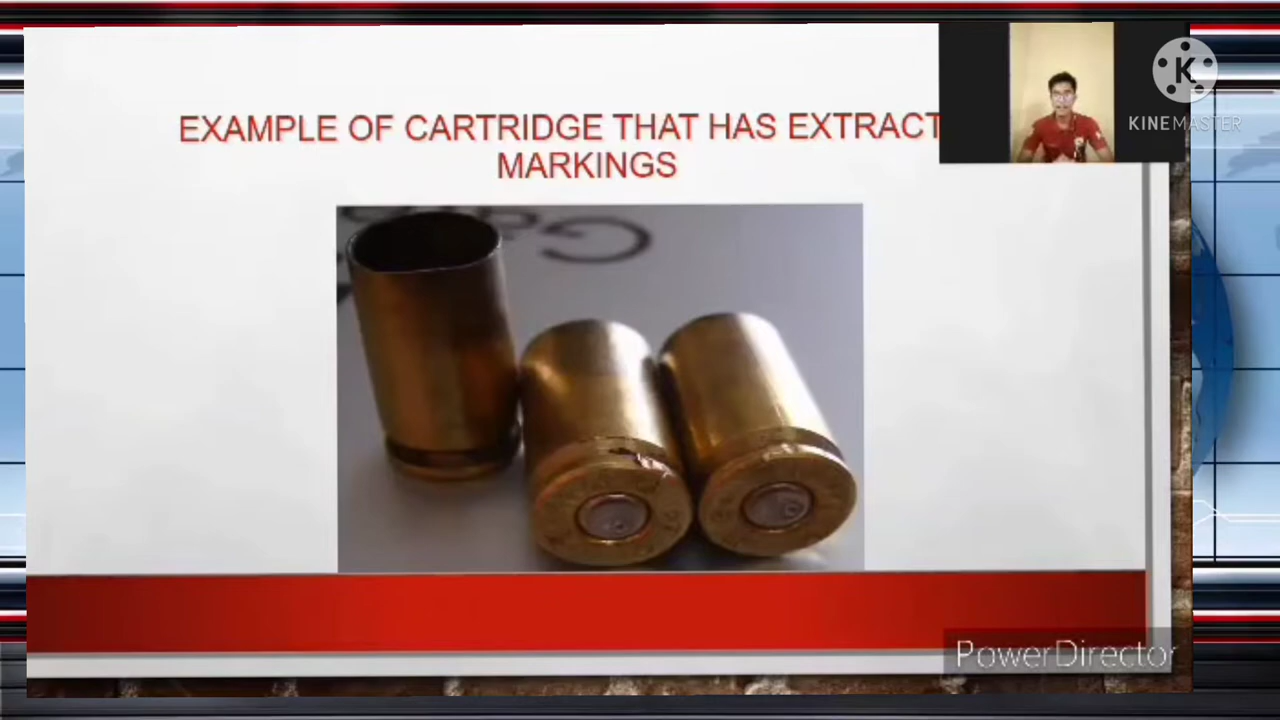 EXAMPLE OF CARTRIDGE THAT HAS EXTRACT
MARKINGS
K
KINEMASTER
PowerDirector